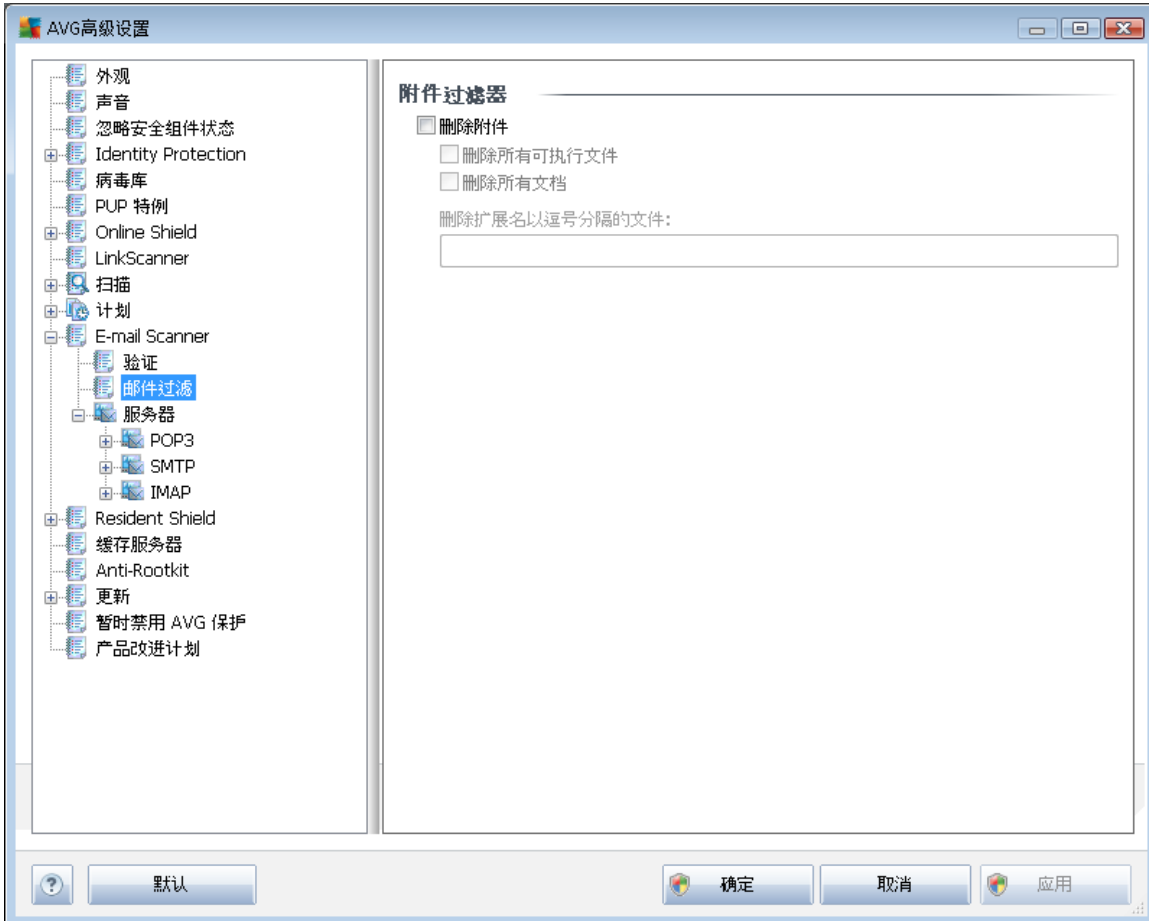 AVG高级设置
外观
声音
忽略安全组件状态
Identity Protection
病毒库
PUP 特例
Online Shield
LinkScanner
扫描
计划
E-mail Scanner
验证
邮件过滤
服务器
POP3
SMTP
IMAP
Resident Shield
缓存服务器
Anti-Rootkit
更新
暂时禁用 AVG 保护
产品改进计划
附件过滤器
删除附件
删除所有可执行文件
删除所有文档
删除扩展名以逗号分隔的文件:
?
默认
确定
取消
应用